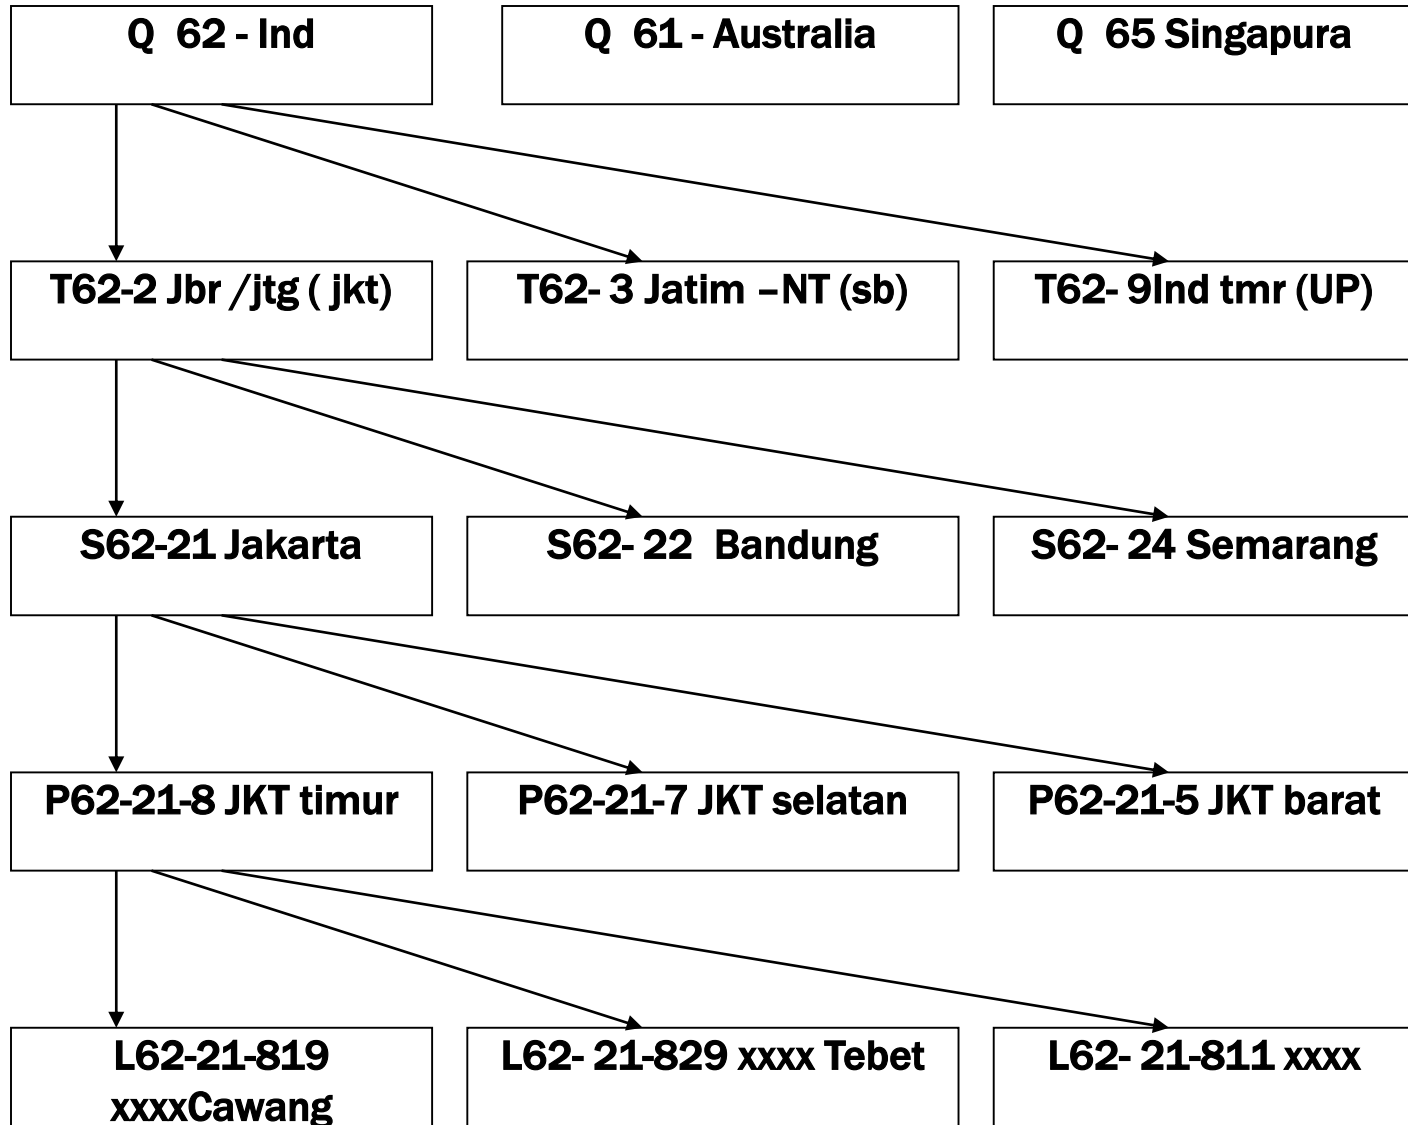 Q  62 - Ind
Q  61 - Australia
Q  65 Singapura
T62-2 Jbr /jtg ( jkt)
T62- 3 Jatim –NT (sb)
T62- 9Ind tmr (UP)
S62-21 Jakarta
S62- 22  Bandung
S62- 24 Semarang
P62-21-8 JKT timur
P62-21-7 JKT selatan
P62-21-5 JKT barat
L62-21-819
xxxxCawang
L62- 21-829 xxxx Tebet
L62- 21-811 xxxx